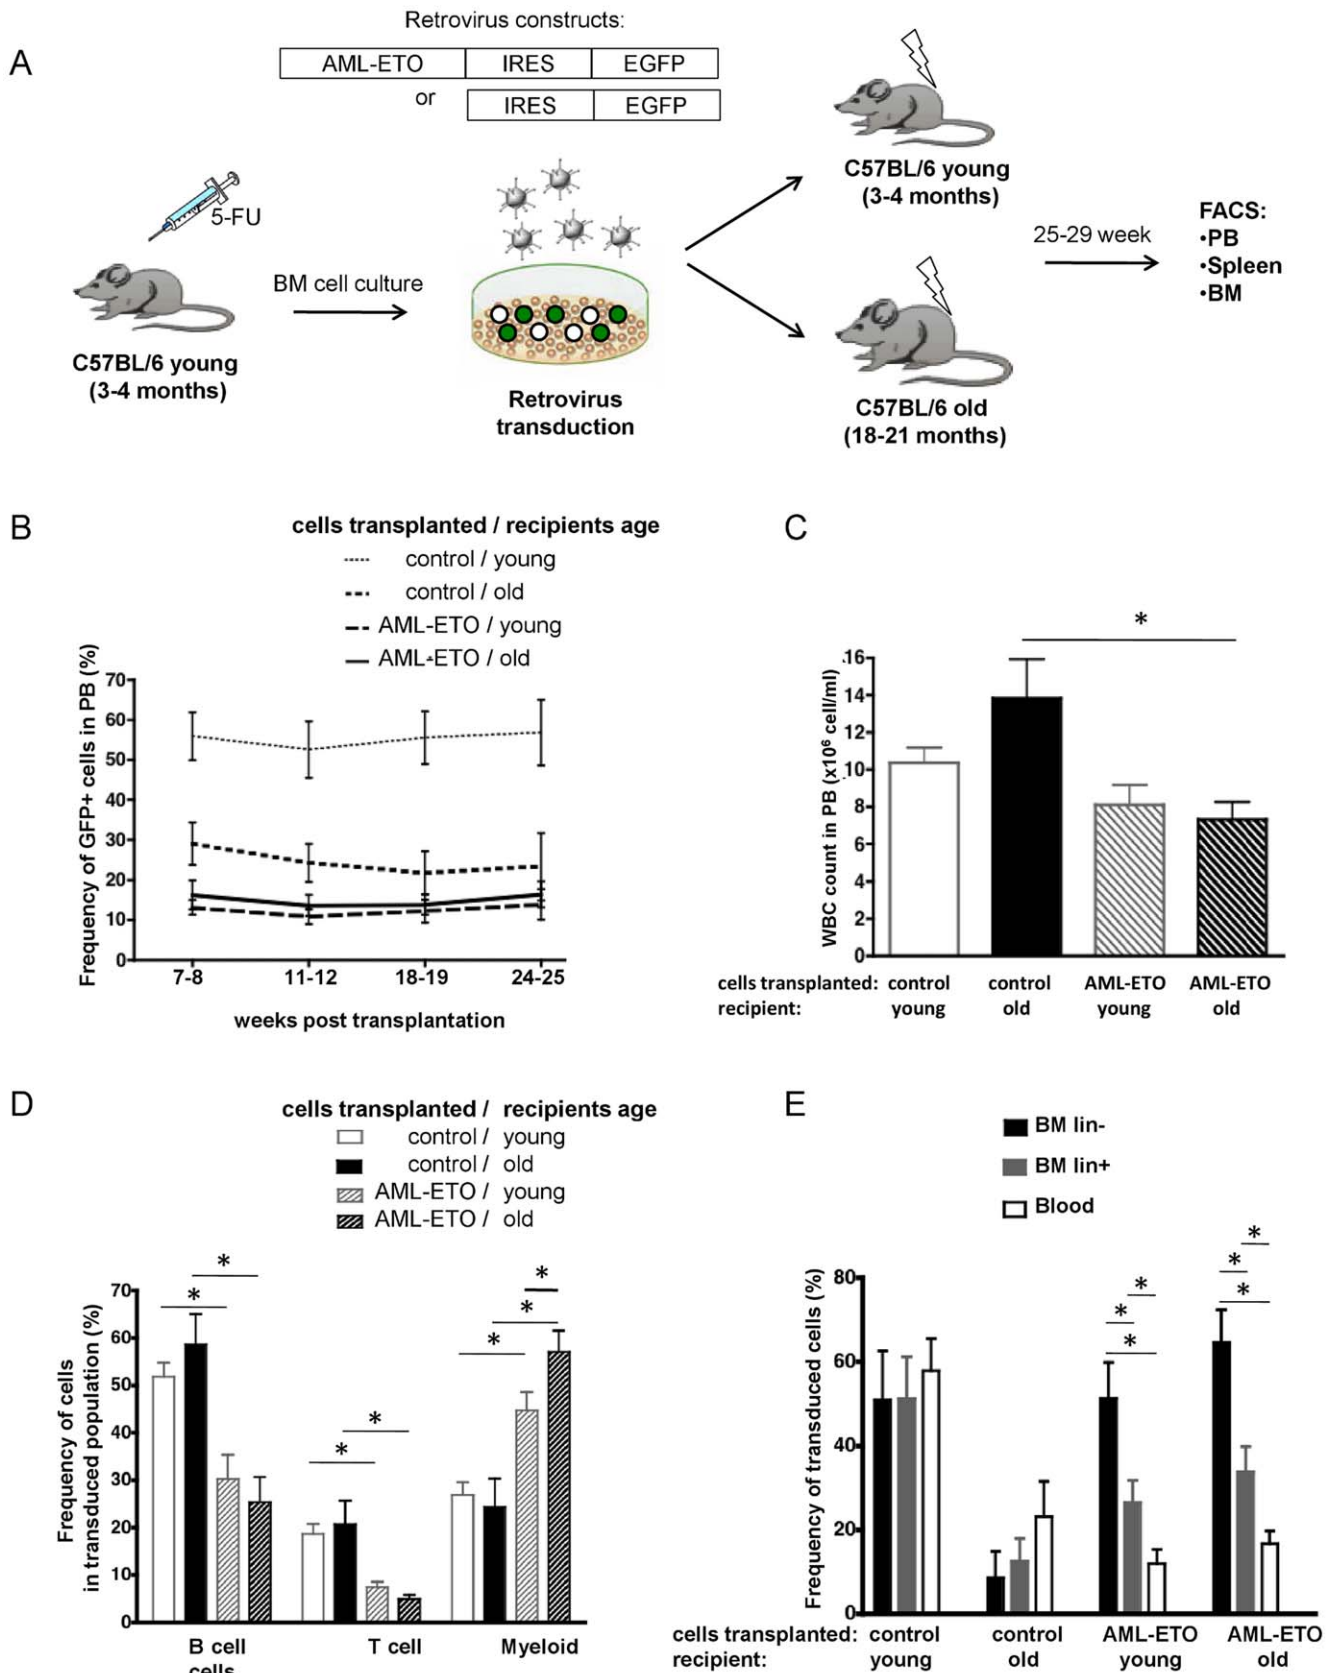 A
Retrovirus constructs:
AML-ETO IRES EGFP
or
IRES EGFP
5-FU
BM cell culture
C57BL/6 young
(3-4 months)
Retrovirus
transduction
C57BL/6 young
(3-4 months)
C57BL/6 old
(18-21 months)
25-29 week
FACS:
•PB
•Spleen
•BM
B
cells transplanted / recipients age
control / young
control / old
AML-ETO / young
AML-ETO / old
Frequency of GFP+ cells in PB (%)
70
60
50
40
30
20
10
0
7-8 11-12 18-19 24-25
weeks post transplantation
C
*
WBC count in PB (x10⁶ cell/ml)
16
14
12
10
8
6
4
2
0
cells transplanted: control control AML-ETO AML-ETO
recipient: young old young old
D
cells transplanted / recipients age
control / young
control / old
AML-ETO / young
AML-ETO / old
Frequency of cells
in transduced population (%)
70
60
50
40
30
20
10
0
* * * * * * *
B cell T cell Myeloid
cells
E
BM lin-
BM lin+
Blood
Frequency of transduced cells (%)
80
60
40
20
0
* * * * * *
cells transplanted: control control AML-ETO AML-ETO
recipient: young old young old